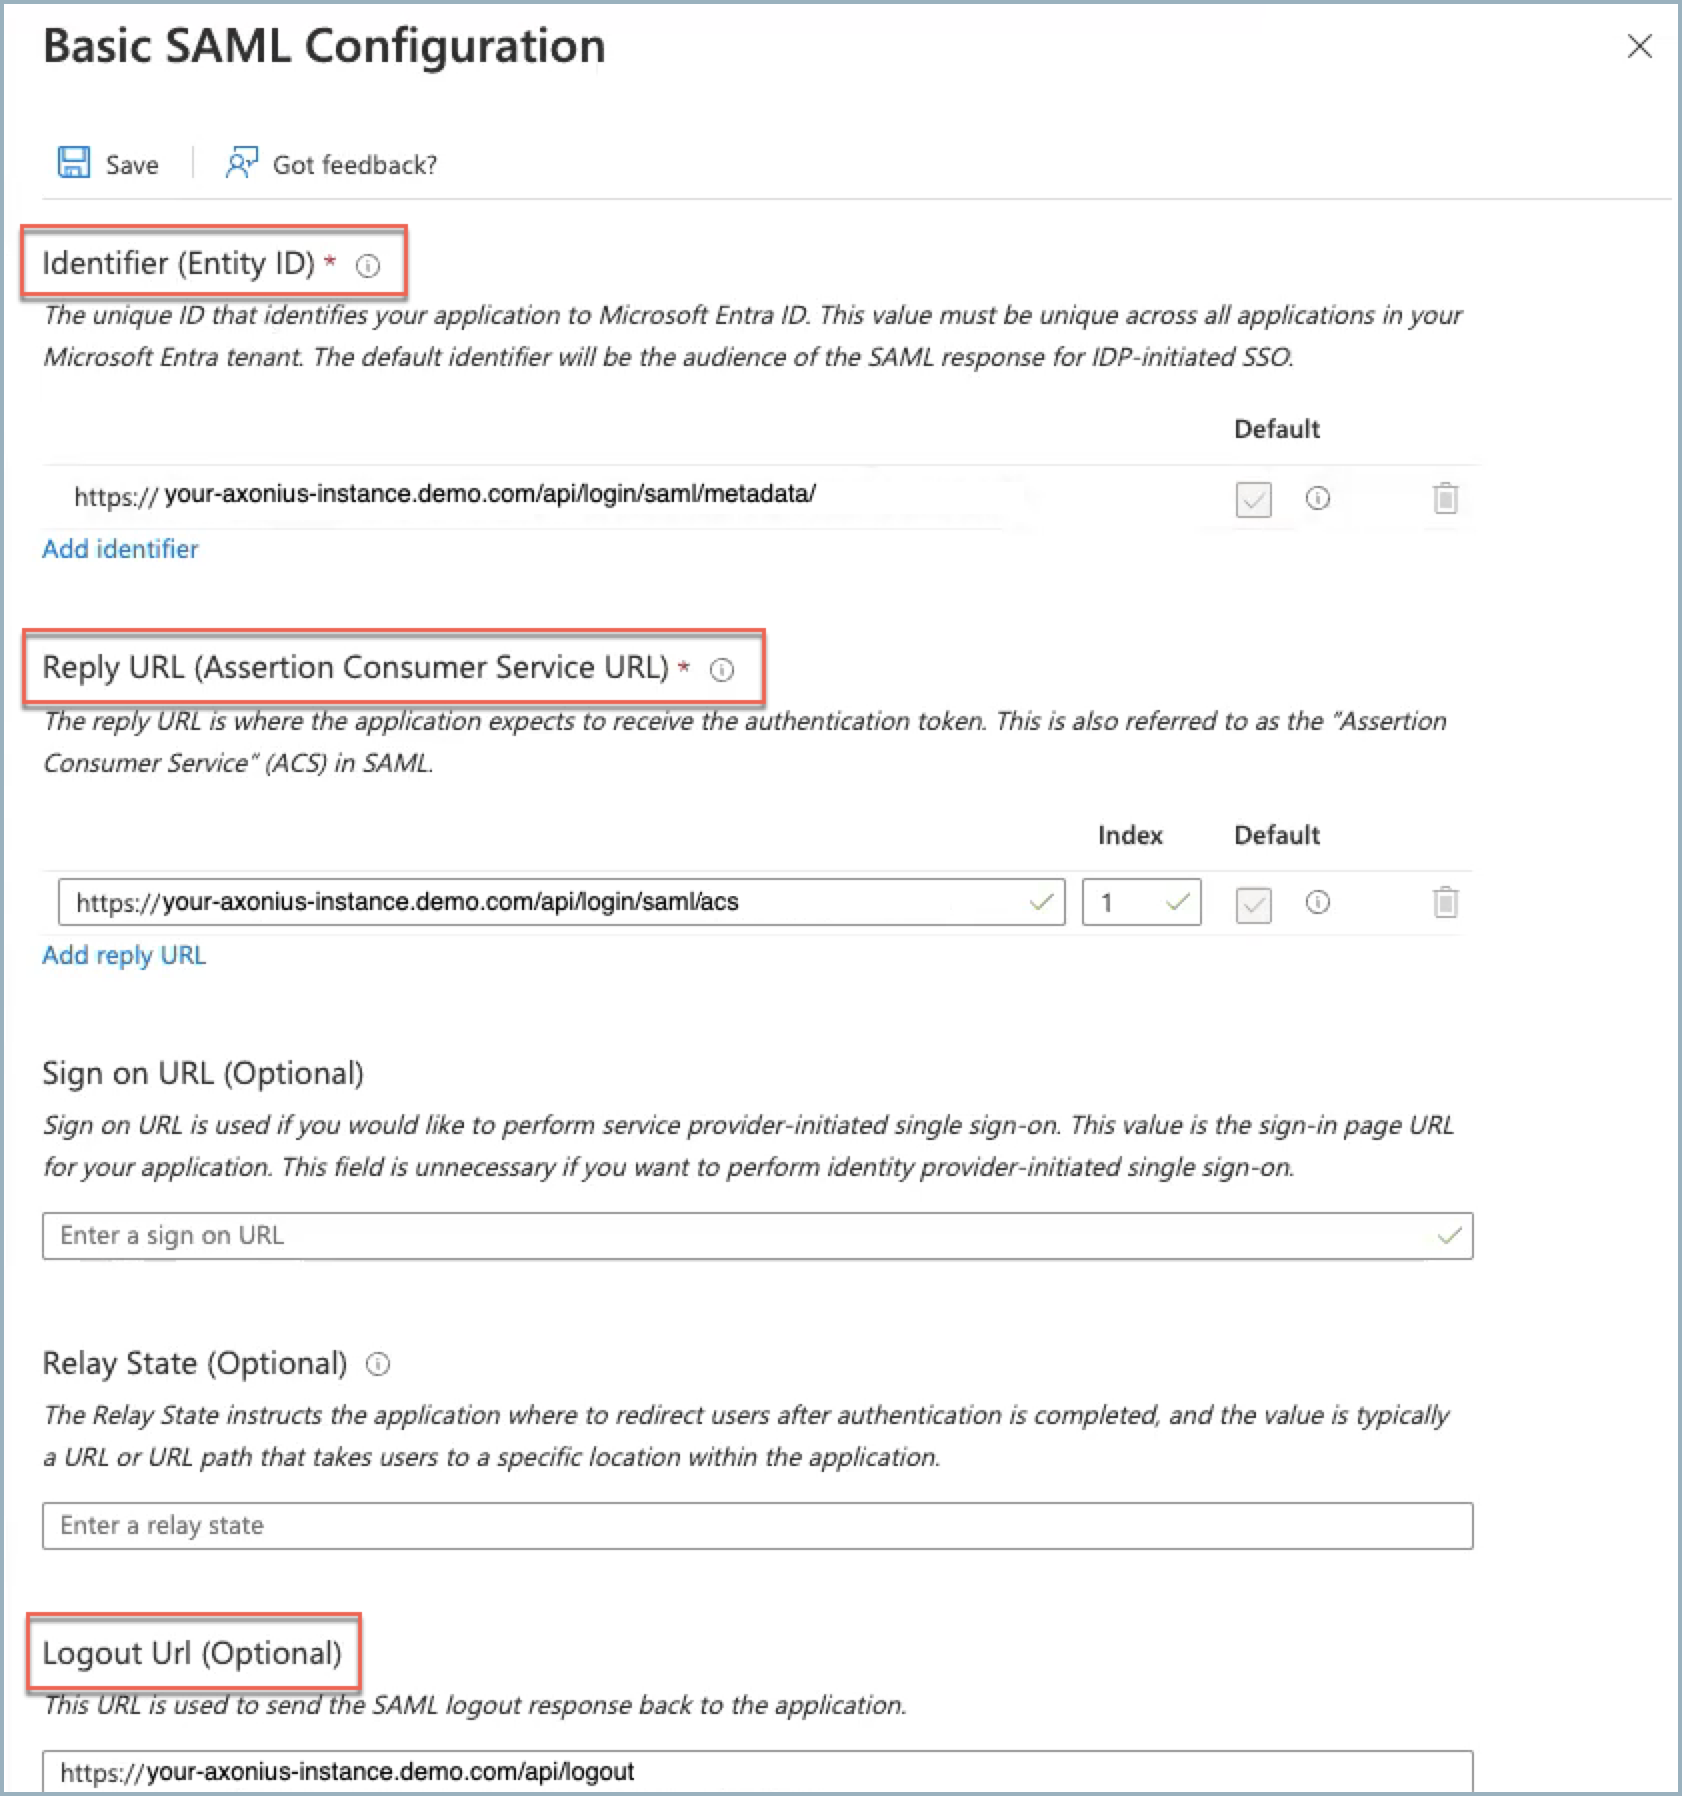 Basic SAML Configuration
Save
Got feedback?
Identifier (Entity ID) *
The unique ID that identifies your application to Microsoft Entra ID. This value must be unique across all applications in your
Microsoft Entra tenant. The default identifier will be the audience of the SAML response for IDP-initiated SSO.
Default
https:// your-axonius-instance.demo.com/api/login/saml/metadata/
Add identifier
Reply URL (Assertion Consumer Service URL) *
The reply URL is where the application expects to receive the authentication token. This is also referred to as the “Assertion
Consumer Service” (ACS) in SAML.
Index Default
https://your-axonius-instance.demo.com/api/login/saml/acs 1
Add reply URL
Sign on URL (Optional)
Sign on URL is used if you would like to perform service provider-initiated single sign-on. This value is the sign-in page URL
for your application. This field is unnecessary if you want to perform identity provider-initiated single sign-on.
Enter a sign on URL
Relay State (Optional)
The Relay State instructs the application where to redirect users after authentication is completed, and the value is typically
a URL or URL path that takes users to a specific location within the application.
Enter a relay state
Logout Url (Optional)
This URL is used to send the SAML logout response back to the application.
https://your-axonius-instance.demo.com/api/logout